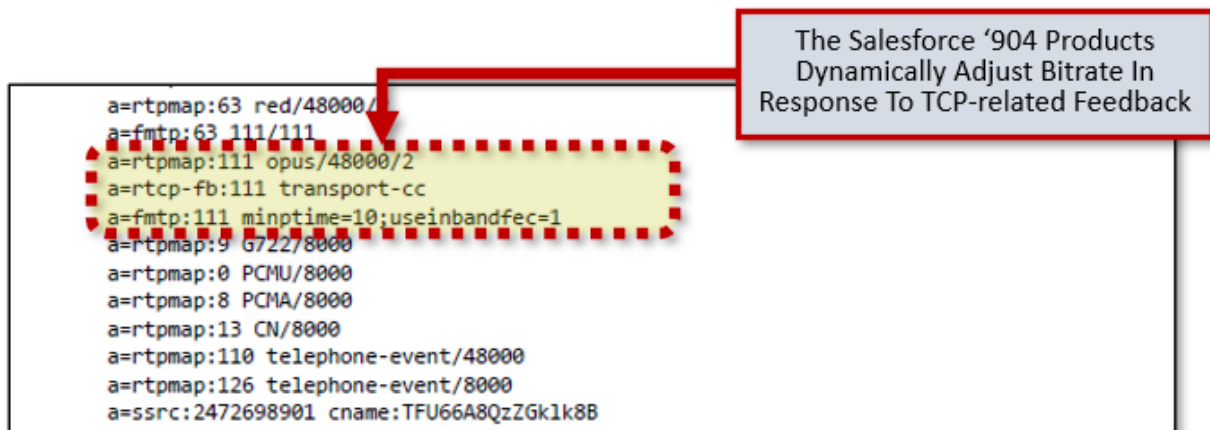 The Salesforce ‘904 Products
Dynamically Adjust Bitrate In
Response To TCP-related Feedback
a=rtpmap:63 red/48000/
a=fmtp:63 111/111
a=rtpmap:111 opus/48000/2
a=rtcp-fb:111 transport-cc
a=fmtp:111 minptime=10;useinbandfec=1
a=rtpmap:9 G722/8000
a=rtpmap:0 PCMU/8000
a=rtpmap:8 PCMA/8000
a=rtpmap:13 CN/8000
a=rtpmap:110 telephone-event/48000
a=rtpmap:126 telephone-event/8000
a=ssrc:2472698901 cname:TFU66A8QzZGklk8B